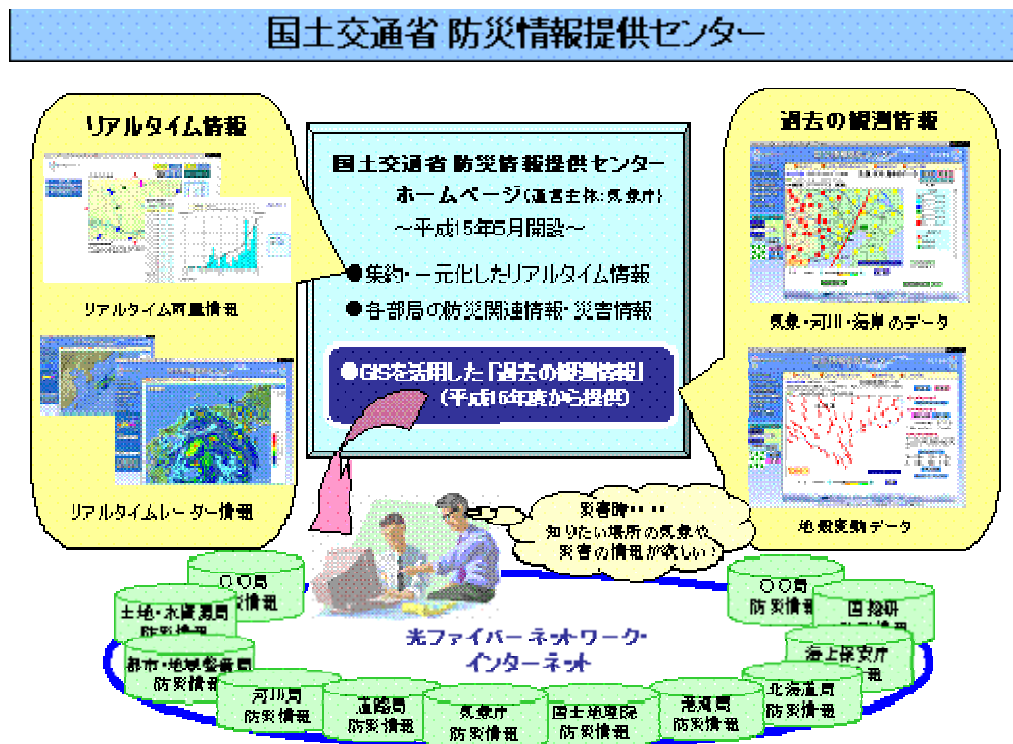 国土交通省 防災情報提供センター
リアルタイム情報
リアルタイム雨量情報
リアルタイムレーダー情報
国土交通省 防災情報提供センター
ホームページ(運営主体:気象庁)
～平成15年6月開設～
●集約・一元化したリアルタイム情報
●各部局の防災関連情報・災害情報
●GISを活用した「過去の観測情報」
(平成16年度から提供)
過去の観測情報
気象・河川・海岸のデータ
地殻変動データ
災害時・・・・
知りたい場所の気象や
災害の情報が欲しい!
〇〇局
災情報
土地・水資源局
防災情報
都市・地域整備局
防災情報
河川局
防災情報
道路局
防災情報
気象庁
防災情報
国土地理院
防災情報
港湾局
防災情報
北海道局
防災情報
海上保安庁
報
国総研
防災情報
〇〇局
防災情報
光ファイバーネットワーク・
インターネット